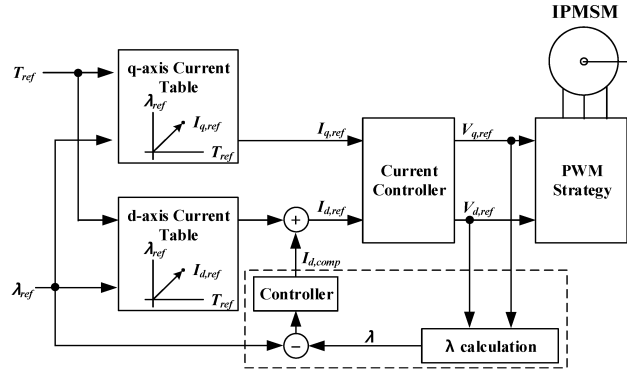 IPMSM
T_ref
q-axis Current
Table
λ_ref
I_q,ref
T_ref
I_q,ref
V_q,ref
Current
Controller
PWM
Strategy
d-axis Current
Table
λ_ref
I_d,ref
T_ref
+
I_d,ref
V_d,ref
I_d,comp
λ_ref
Controller
−
λ
λ calculation